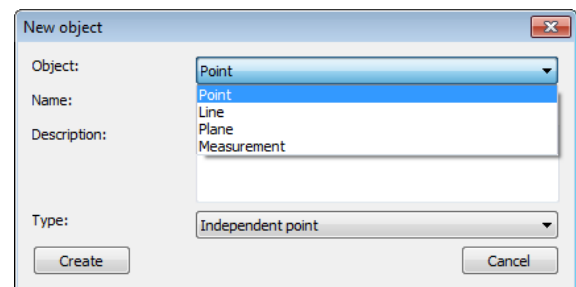 New object
Object:
Point
Name:
Point
Line
Description:
Plane
Measurement
Type:
Independent point
Create
Cancel